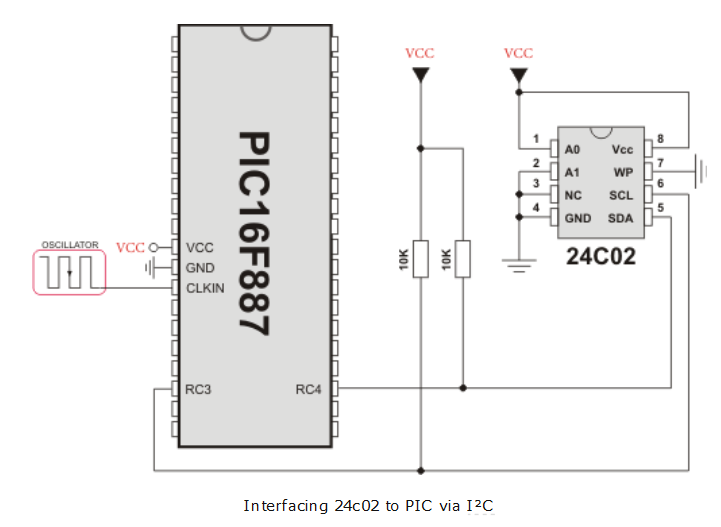 VCC
VCC
1
A0
Vcc
8
2
A1
WP
7
3
NC
SCL
6
4
GND
SDA
5
24C02
PIC16F887
OSCILLATOR
VCC
VCC
GND
CLKIN
10K
10K
RC3
RC4
Interfacing 24c02 to PIC via I²C